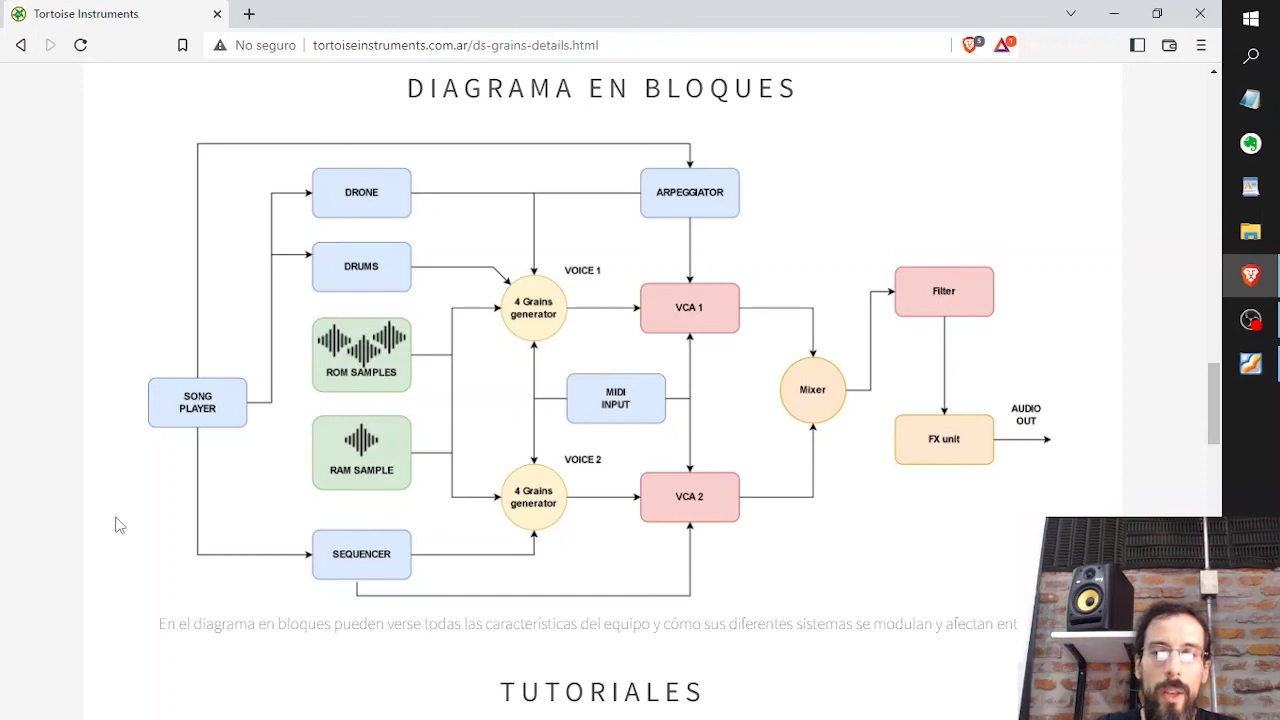 Tortoise Instruments
No seguro
tortoiseinstruments.com.ar/ds-grains-details.html
3
1
DIAGRAMA EN BLOQUES
DRONE
ARPEGGIATOR
DRUMS
VOICE 1
4 Grains
generator
VCA 1
Filter
ROM SAMPLES
SONG
PLAYER
MIDI
INPUT
Mixer
AUDIO
OUT
FX unit
RAM SAMPLE
VOICE 2
4 Grains
generator
VCA 2
SEQUENCER
En el diagrama en bloques pueden verse todas las características del equipo y cómo sus diferentes sistemas se modulan y afectan ent
TUTORIALES